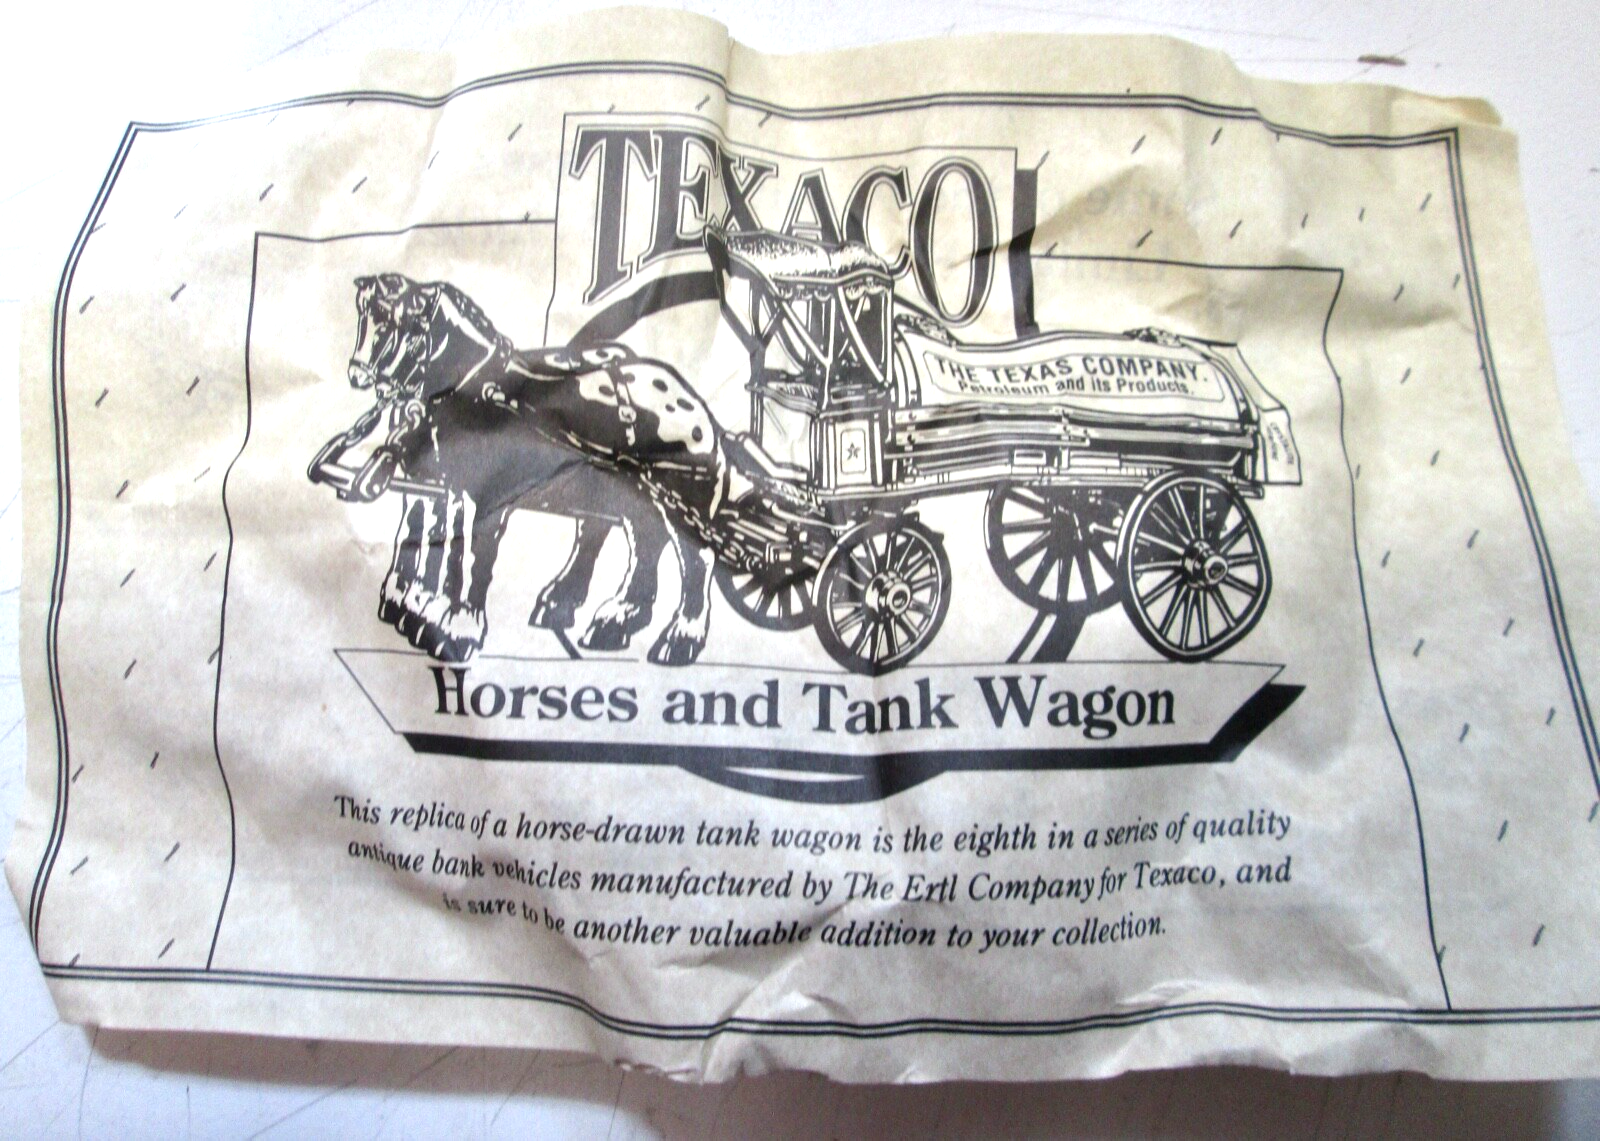 TEXACO
THE TEXAS COMPANY.
Petroleum and its Products.
Horses and Tank Wagon
This replica of a horse-drawn tank wagon is the eighth in a series of quality
antique bank vehicles manufactured by The Ertl Company for Texaco, and
is sure to be another valuable addition to your collection.